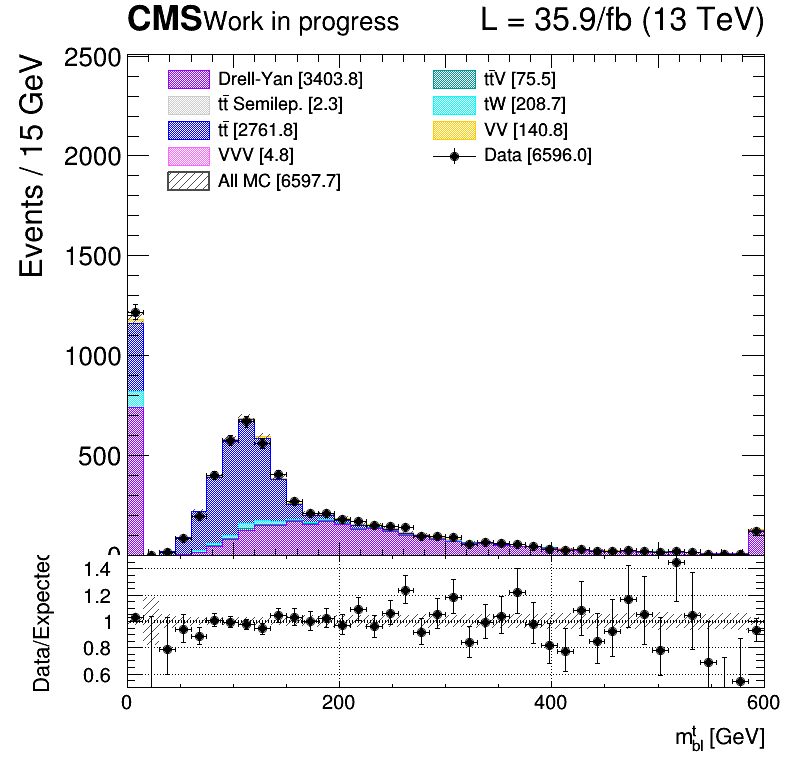 CMS Work in progress L = 35.9/fb (13 TeV)
Events / 15 GeV
2500
2000
1500
1000
500
0
Drell-Yan [3403.8]
tt̄ Semilep. [2.3]
tt̄ [2761.8]
VVV [4.8]
All MC [6597.7]
tt̄V [75.5]
tW [208.7]
VV [140.8]
Data [6596.0]
Data/Expected
1.4
1.2
1
0.8
0.6
0 200 400 600
m^t_bl [GeV]